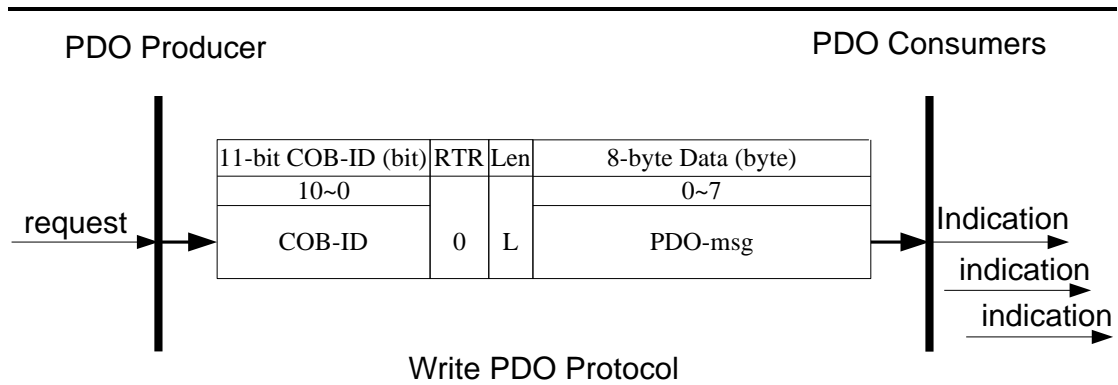 PDO Producer
PDO Consumers
11-bit COB-ID (bit) RTR Len 8-byte Data (byte)
10~0 0~7
COB-ID 0 L PDO-msg
request
Indication
indication
indication
Write PDO Protocol